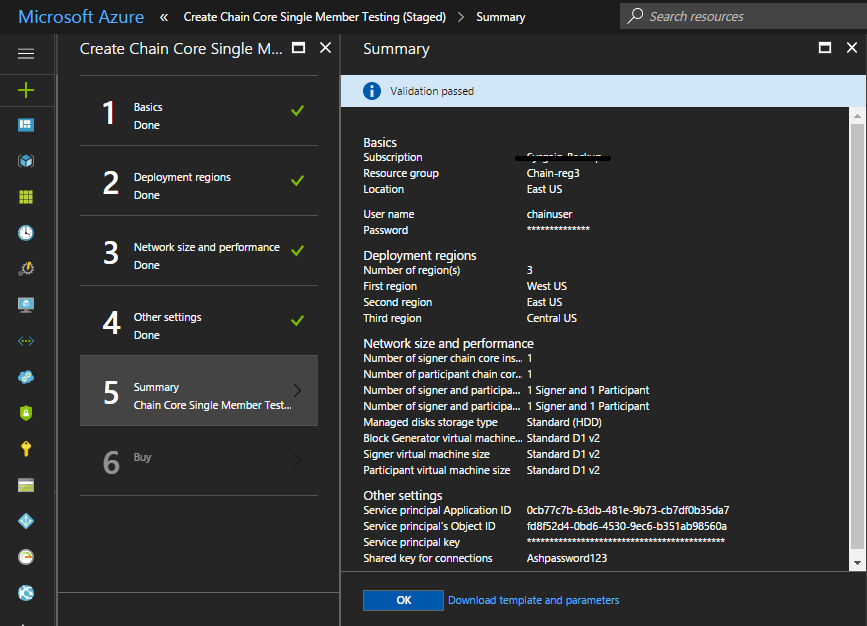 Microsoft Azure « Create Chain Core Single Member Testing (Staged) > Summary
Search resources
Create Chain Core Single M...
1 Basics
Done
2 Deployment regions
Done
3 Network size and performance
Done
4 Other settings
Done
5 Summary
Chain Core Single Member Test...
6 Buy
Summary
Validation passed
Basics
Subscription
Resource group Chain-reg3
Location East US
User name chainuser
Password **************
Deployment regions
Number of region(s) 3
First region West US
Second region East US
Third region Central US
Network size and performance
Number of signer chain core ins... 1
Number of participant chain cor... 1
Number of signer and participa... 1 Signer and 1 Participant
Number of signer and participa... 1 Signer and 1 Participant
Managed disks storage type Standard (HDD)
Block Generator virtual machine... Standard D1 v2
Signer virtual machine size Standard D1 v2
Participant virtual machine size Standard D1 v2
Other settings
Service principal Application ID 0cb77c7b-63db-481e-9b73-cb7df0b35da7
Service principal's Object ID fd8f52d4-0bd6-4530-9ec6-b351ab98560a
Service principal key ********************************************
Shared key for connections Ashpassword123
OK Download template and parameters